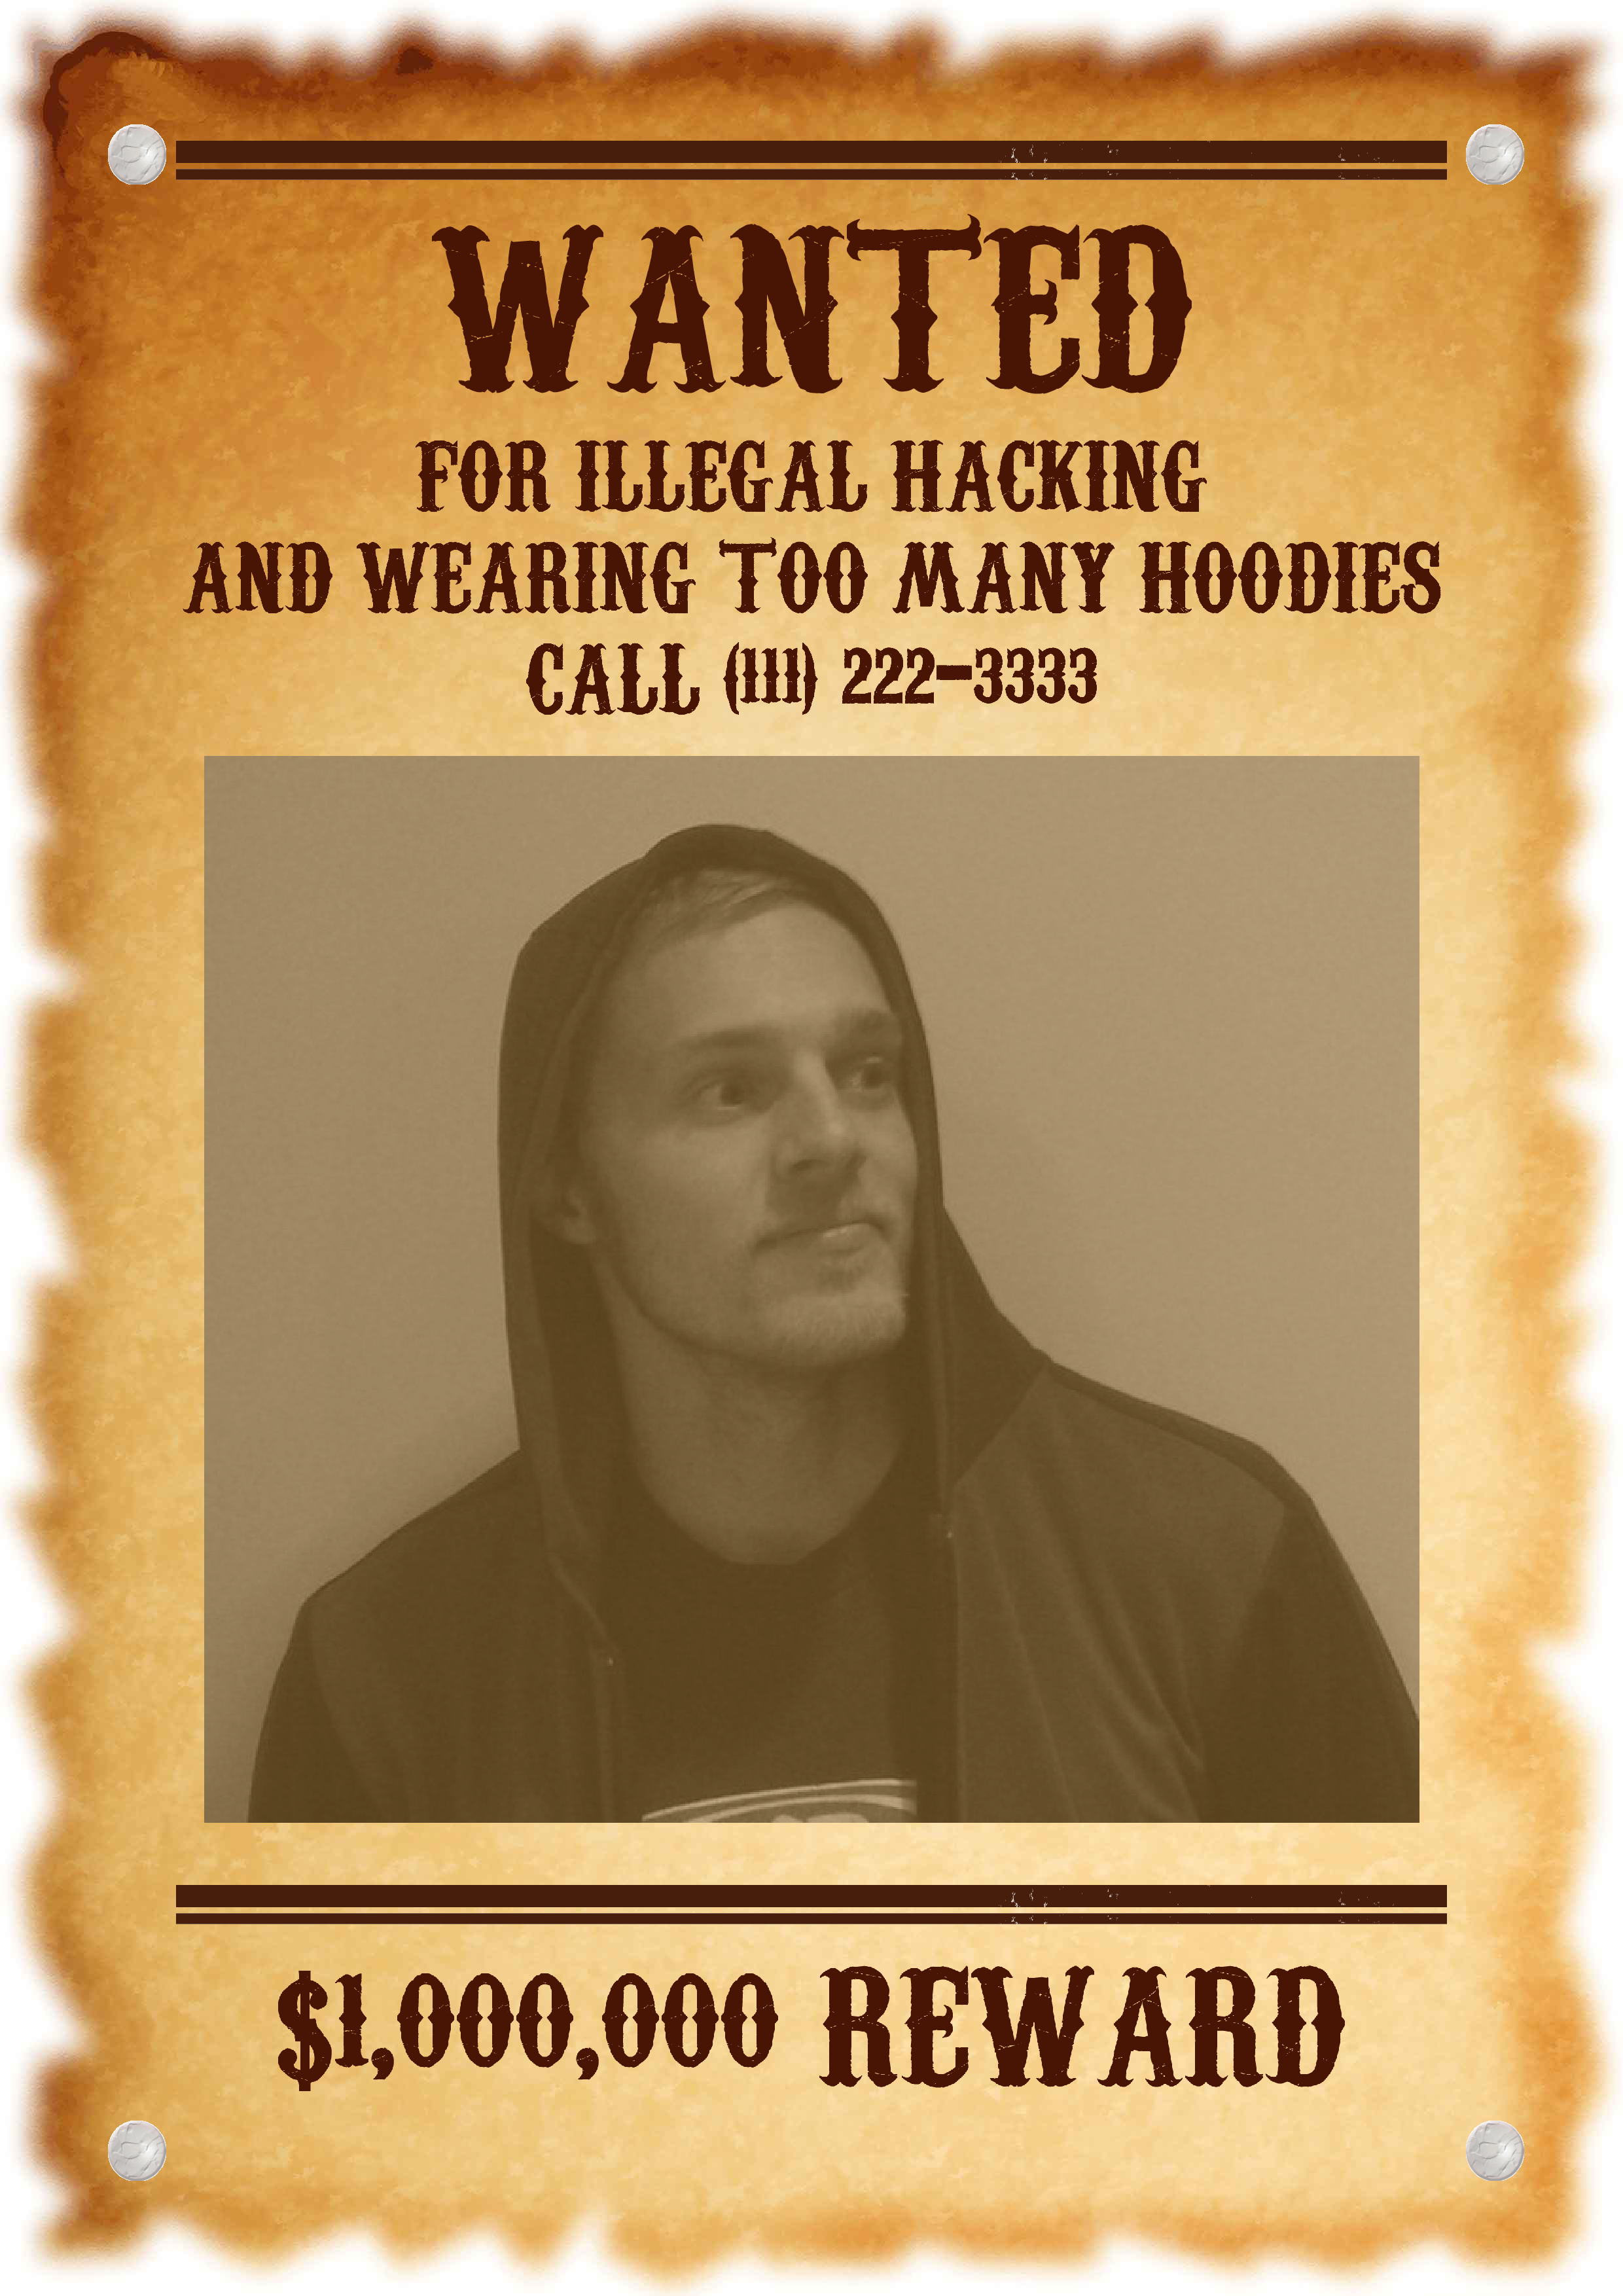 WANTED
FOR ILLEGAL HACKING
AND WEARING TOO MANY HOODIES
CALL (111) 222-3333
$1,000,000 REWARD